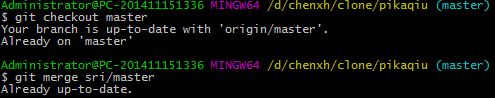 Administrator@PC-201411151336 MINGW64 /d/chenxh/clone/pikaqiu (master)
$ git checkout master
Your branch is up-to-date with 'origin/master'.
Already on 'master'
Administrator@PC-201411151336 MINGW64 /d/chenxh/clone/pikaqiu (master)
$ git merge sri/master
Already up-to-date.